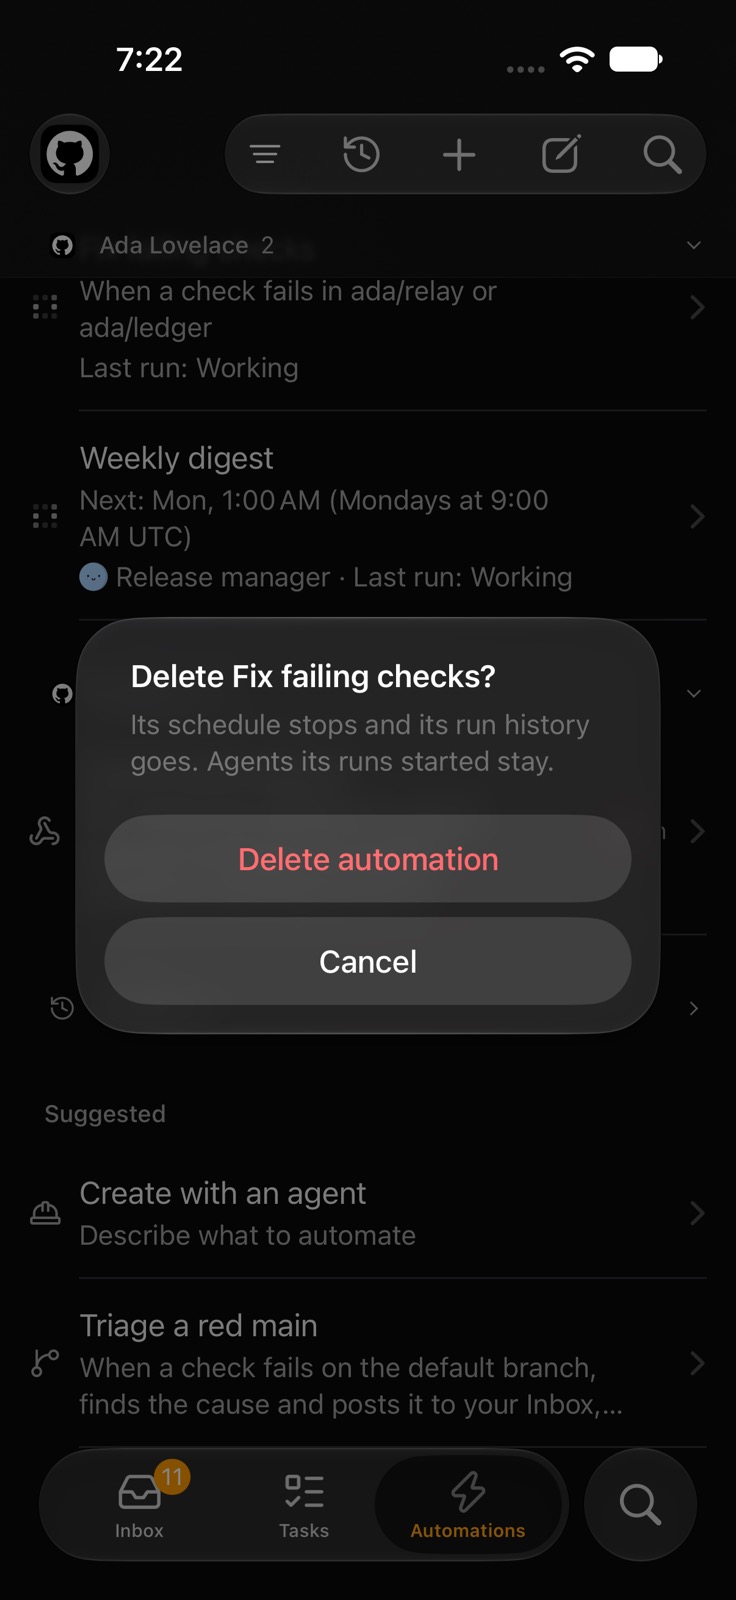 7:22
Ada Lovelace 2
When a check fails in ada/relay or
ada/ledger
Last run: Working
Weekly digest
Next: Mon, 1:00 AM (Mondays at 9:00
AM UTC)
Release manager · Last run: Working
Delete Fix failing checks?
Its schedule stops and its run history
goes. Agents its runs started stay.
Delete automation
Cancel
Suggested
Create with an agent
Describe what to automate
Triage a red main
When a check fails on the default branch,
finds the cause and posts it to your Inbox,...
11
Inbox
Tasks
Automations